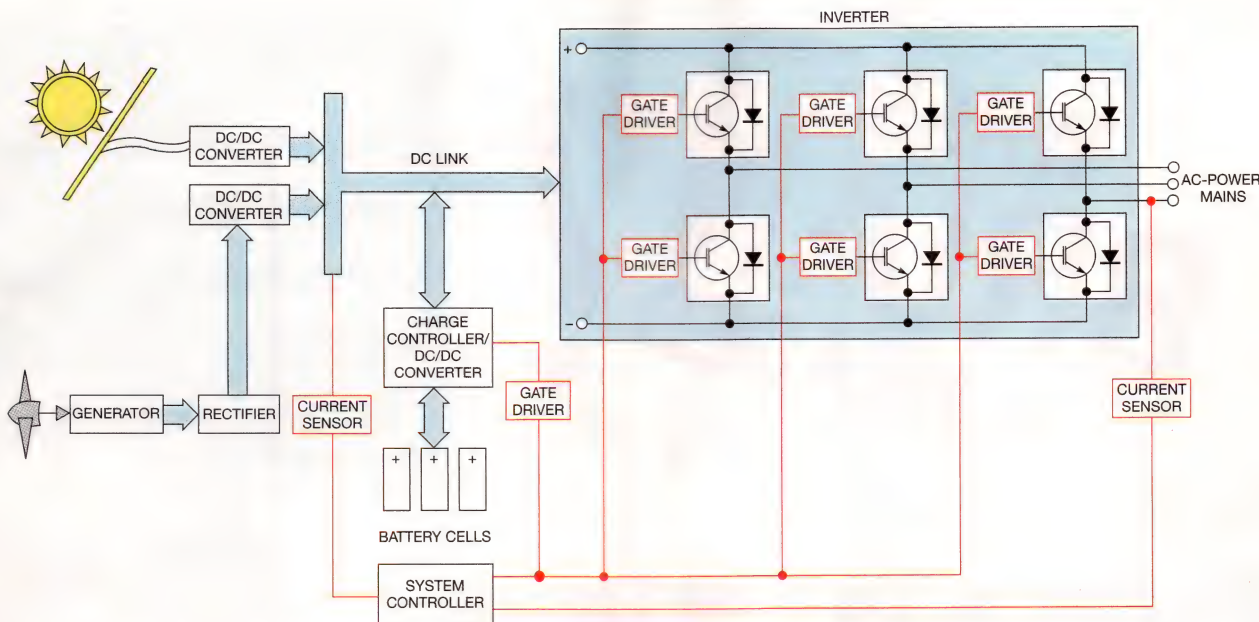 INVERTER
+
DC/DC
CONVERTER
DC/DC
CONVERTER
DC LINK
GATE
DRIVER
GATE
DRIVER
GATE
DRIVER
AC-POWER
MAINS
GATE
DRIVER
GATE
DRIVER
GATE
DRIVER
−
CHARGE
CONTROLLER/
DC/DC
CONVERTER
GENERATOR
RECTIFIER
CURRENT
SENSOR
GATE
DRIVER
CURRENT
SENSOR
+ + +
BATTERY CELLS
SYSTEM
CONTROLLER